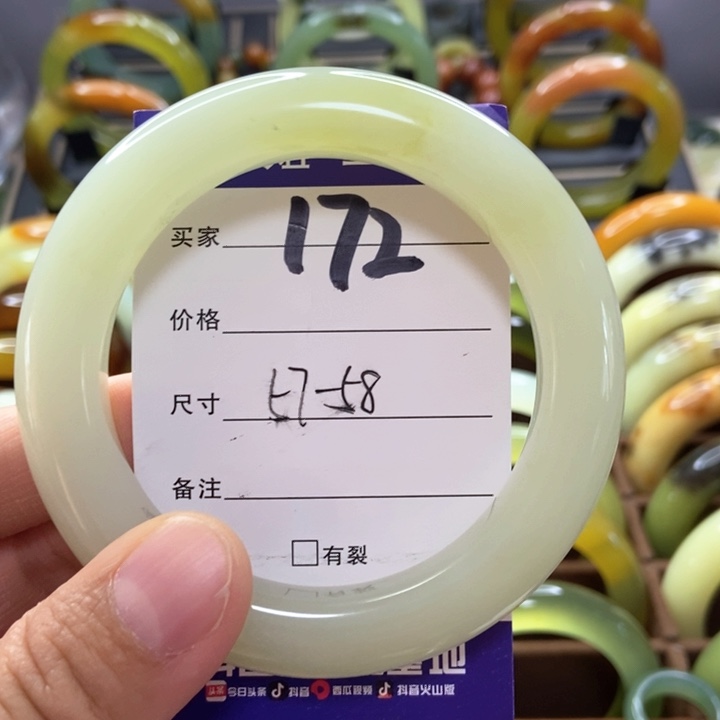 买家 172
价格
尺寸 57-58
备注
□有裂
今日头条 抖音 西瓜视频 抖音火山版